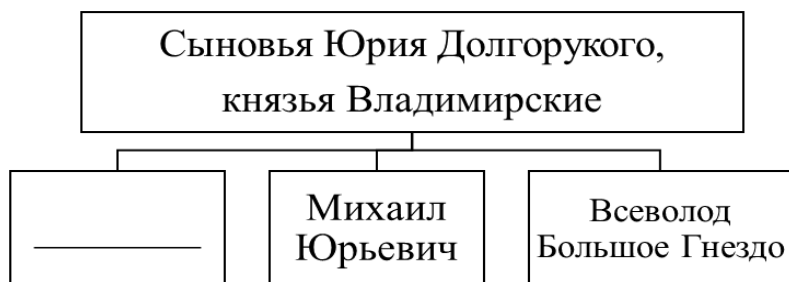 Сыновья Юрия Долгорукого,
князья Владимирские
Михаил
Юрьевич
Всеволод
Большое Гнездо